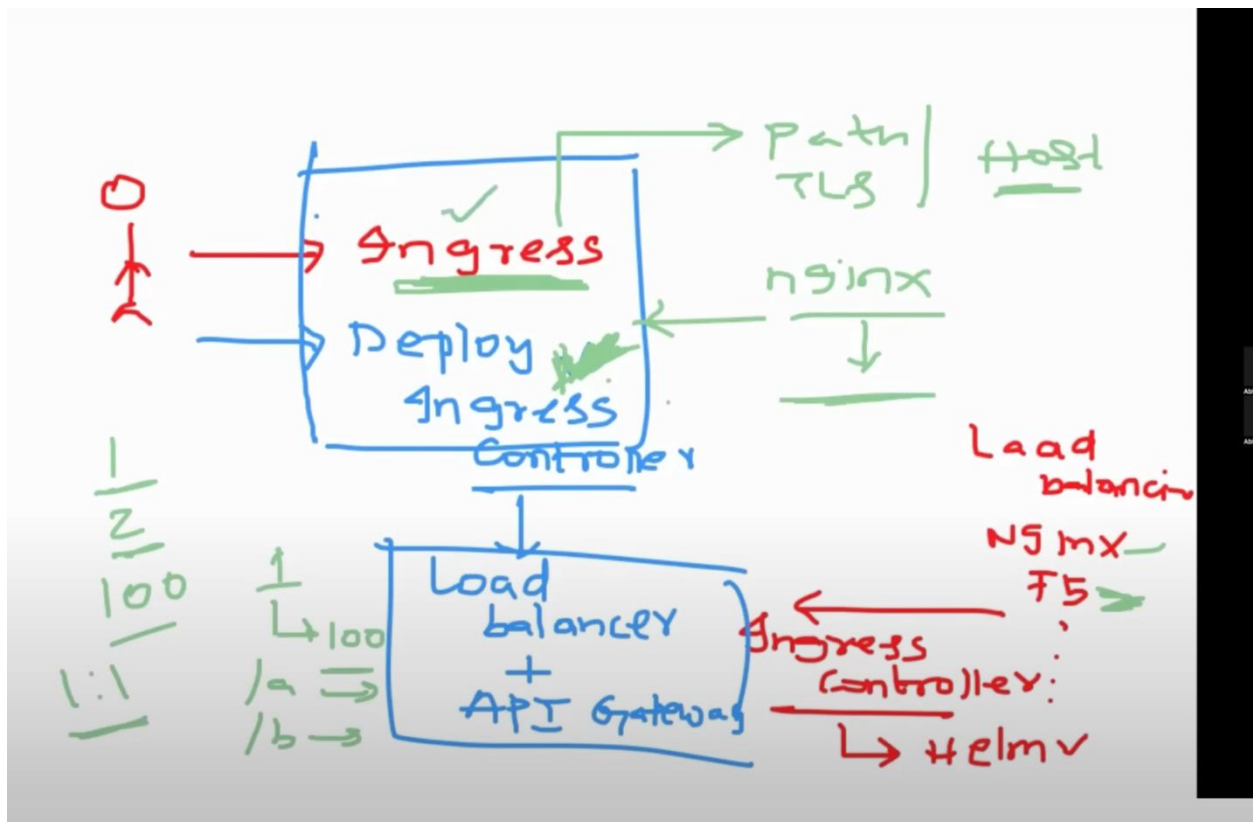 Path
TLS
Host
Ingress
nginx
Deploy
Ingress
Controller
Load
balancing
Nginx
F5
1
2
100
1:1
1
100
/a
/b
Load
balancer
+
API Gateway
Ingress
Controller
Helm